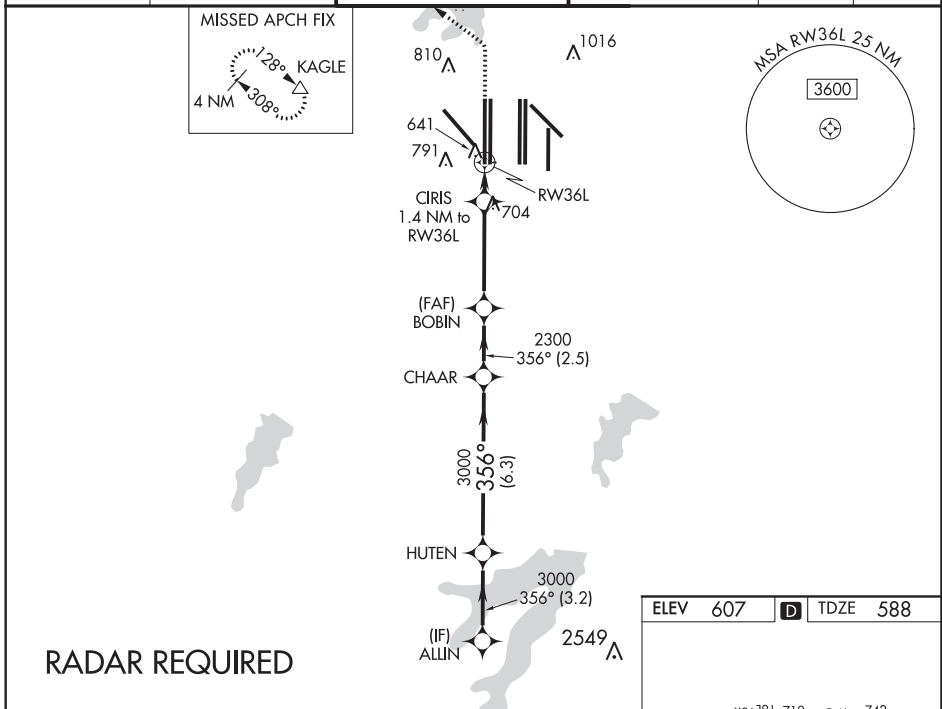 MISSED APCH FIX
128°
KAGLE
4 NM
308°
810
1016
MSA RW36L 25 NM
3600
641
791
RW36L
CIRIS
1.4 NM to
RW36L
704
(FAF)
BOBIN
2300
356° (2.5)
CHAAR
3000
356°
(6.3)
HUTEN
3000
356° (3.2)
(IF)
ALLIN
2549
RADAR REQUIRED
ELEV 607 D TDZE 588